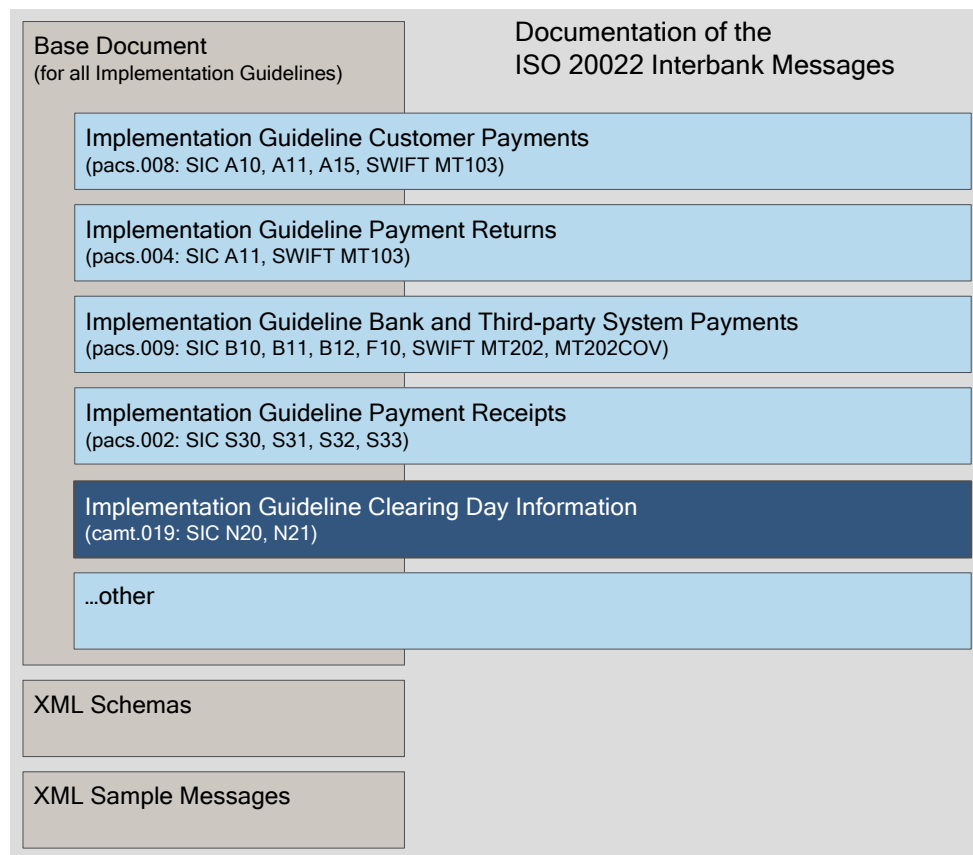 Base Document
(for all Implementation Guidelines)
Documentation of the
ISO 20022 Interbank Messages
Implementation Guideline Customer Payments
(pacs.008: SIC A10, A11, A15, SWIFT MT103)
Implementation Guideline Payment Returns
(pacs.004: SIC A11, SWIFT MT103)
Implementation Guideline Bank and Third-party System Payments
(pacs.009: SIC B10, B11, B12, F10, SWIFT MT202, MT202COV)
Implementation Guideline Payment Receipts
(pacs.002: SIC S30, S31, S32, S33)
Implementation Guideline Clearing Day Information
(camt.019: SIC N20, N21)
…other
XML Schemas
XML Sample Messages